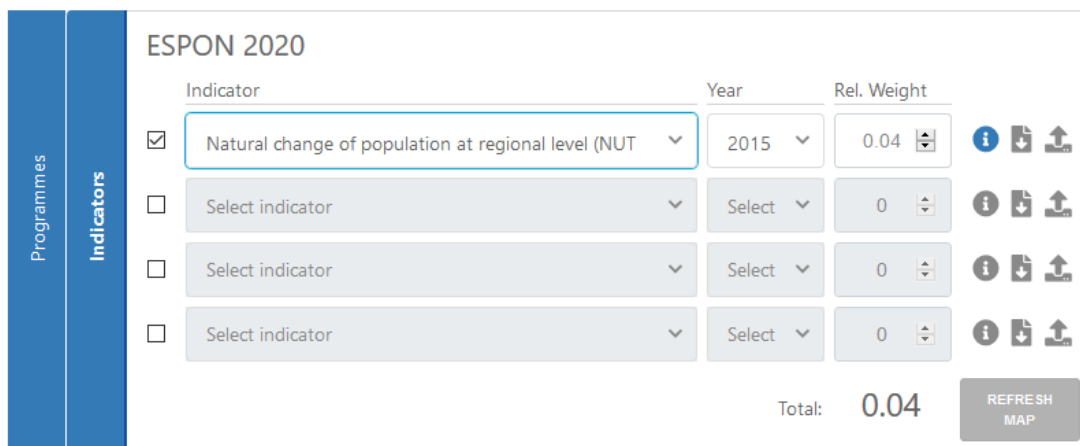 ESPON 2020
Indicator Year Rel. Weight
Natural change of population at regional level (NUT 2015 0.04
Select indicator Select 0
Select indicator Select 0
Select indicator Select 0
Total: 0.04 REFRESH MAP
Programmes
Indicators